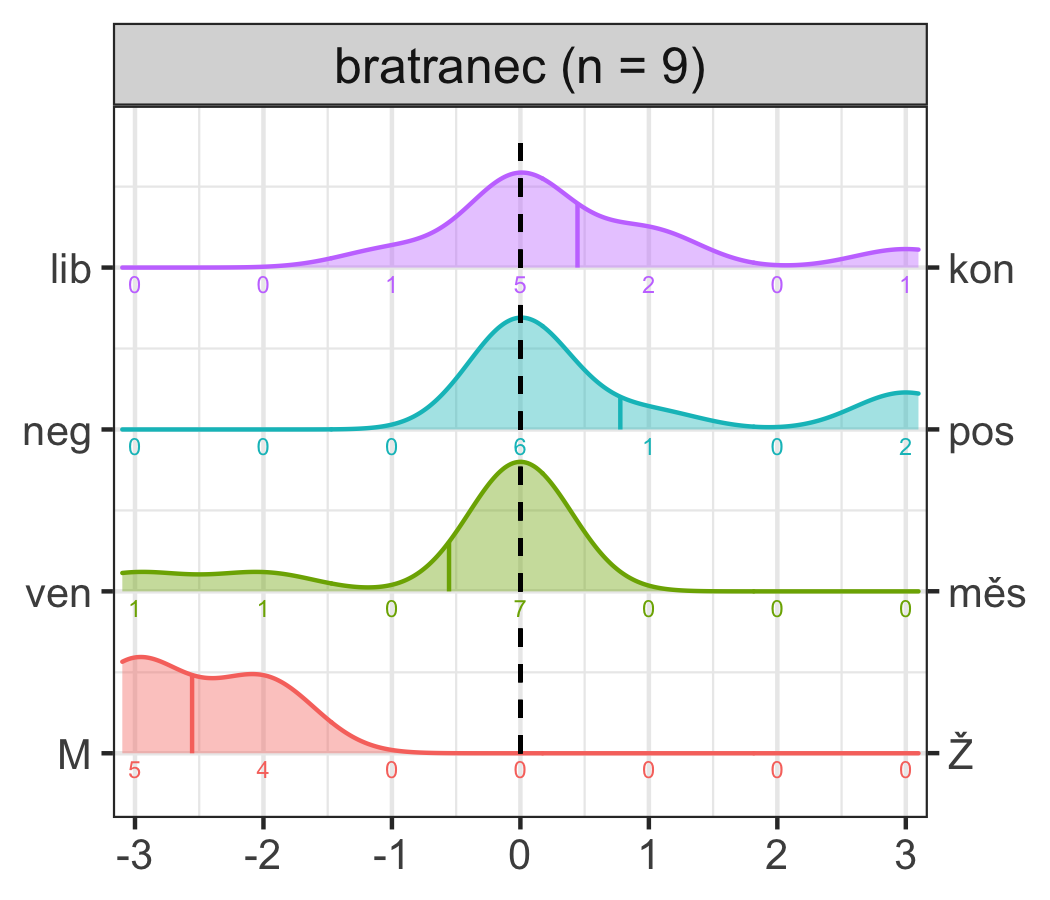 bratranec (n = 9)
lib kon
0 0 1 5 2 0 1
neg pos
0 0 0 6 1 0 2
ven měs
1 1 0 7 0 0 0
M Ž
5 4 0 0 0 0 0
-3 -2 -1 0 1 2 3